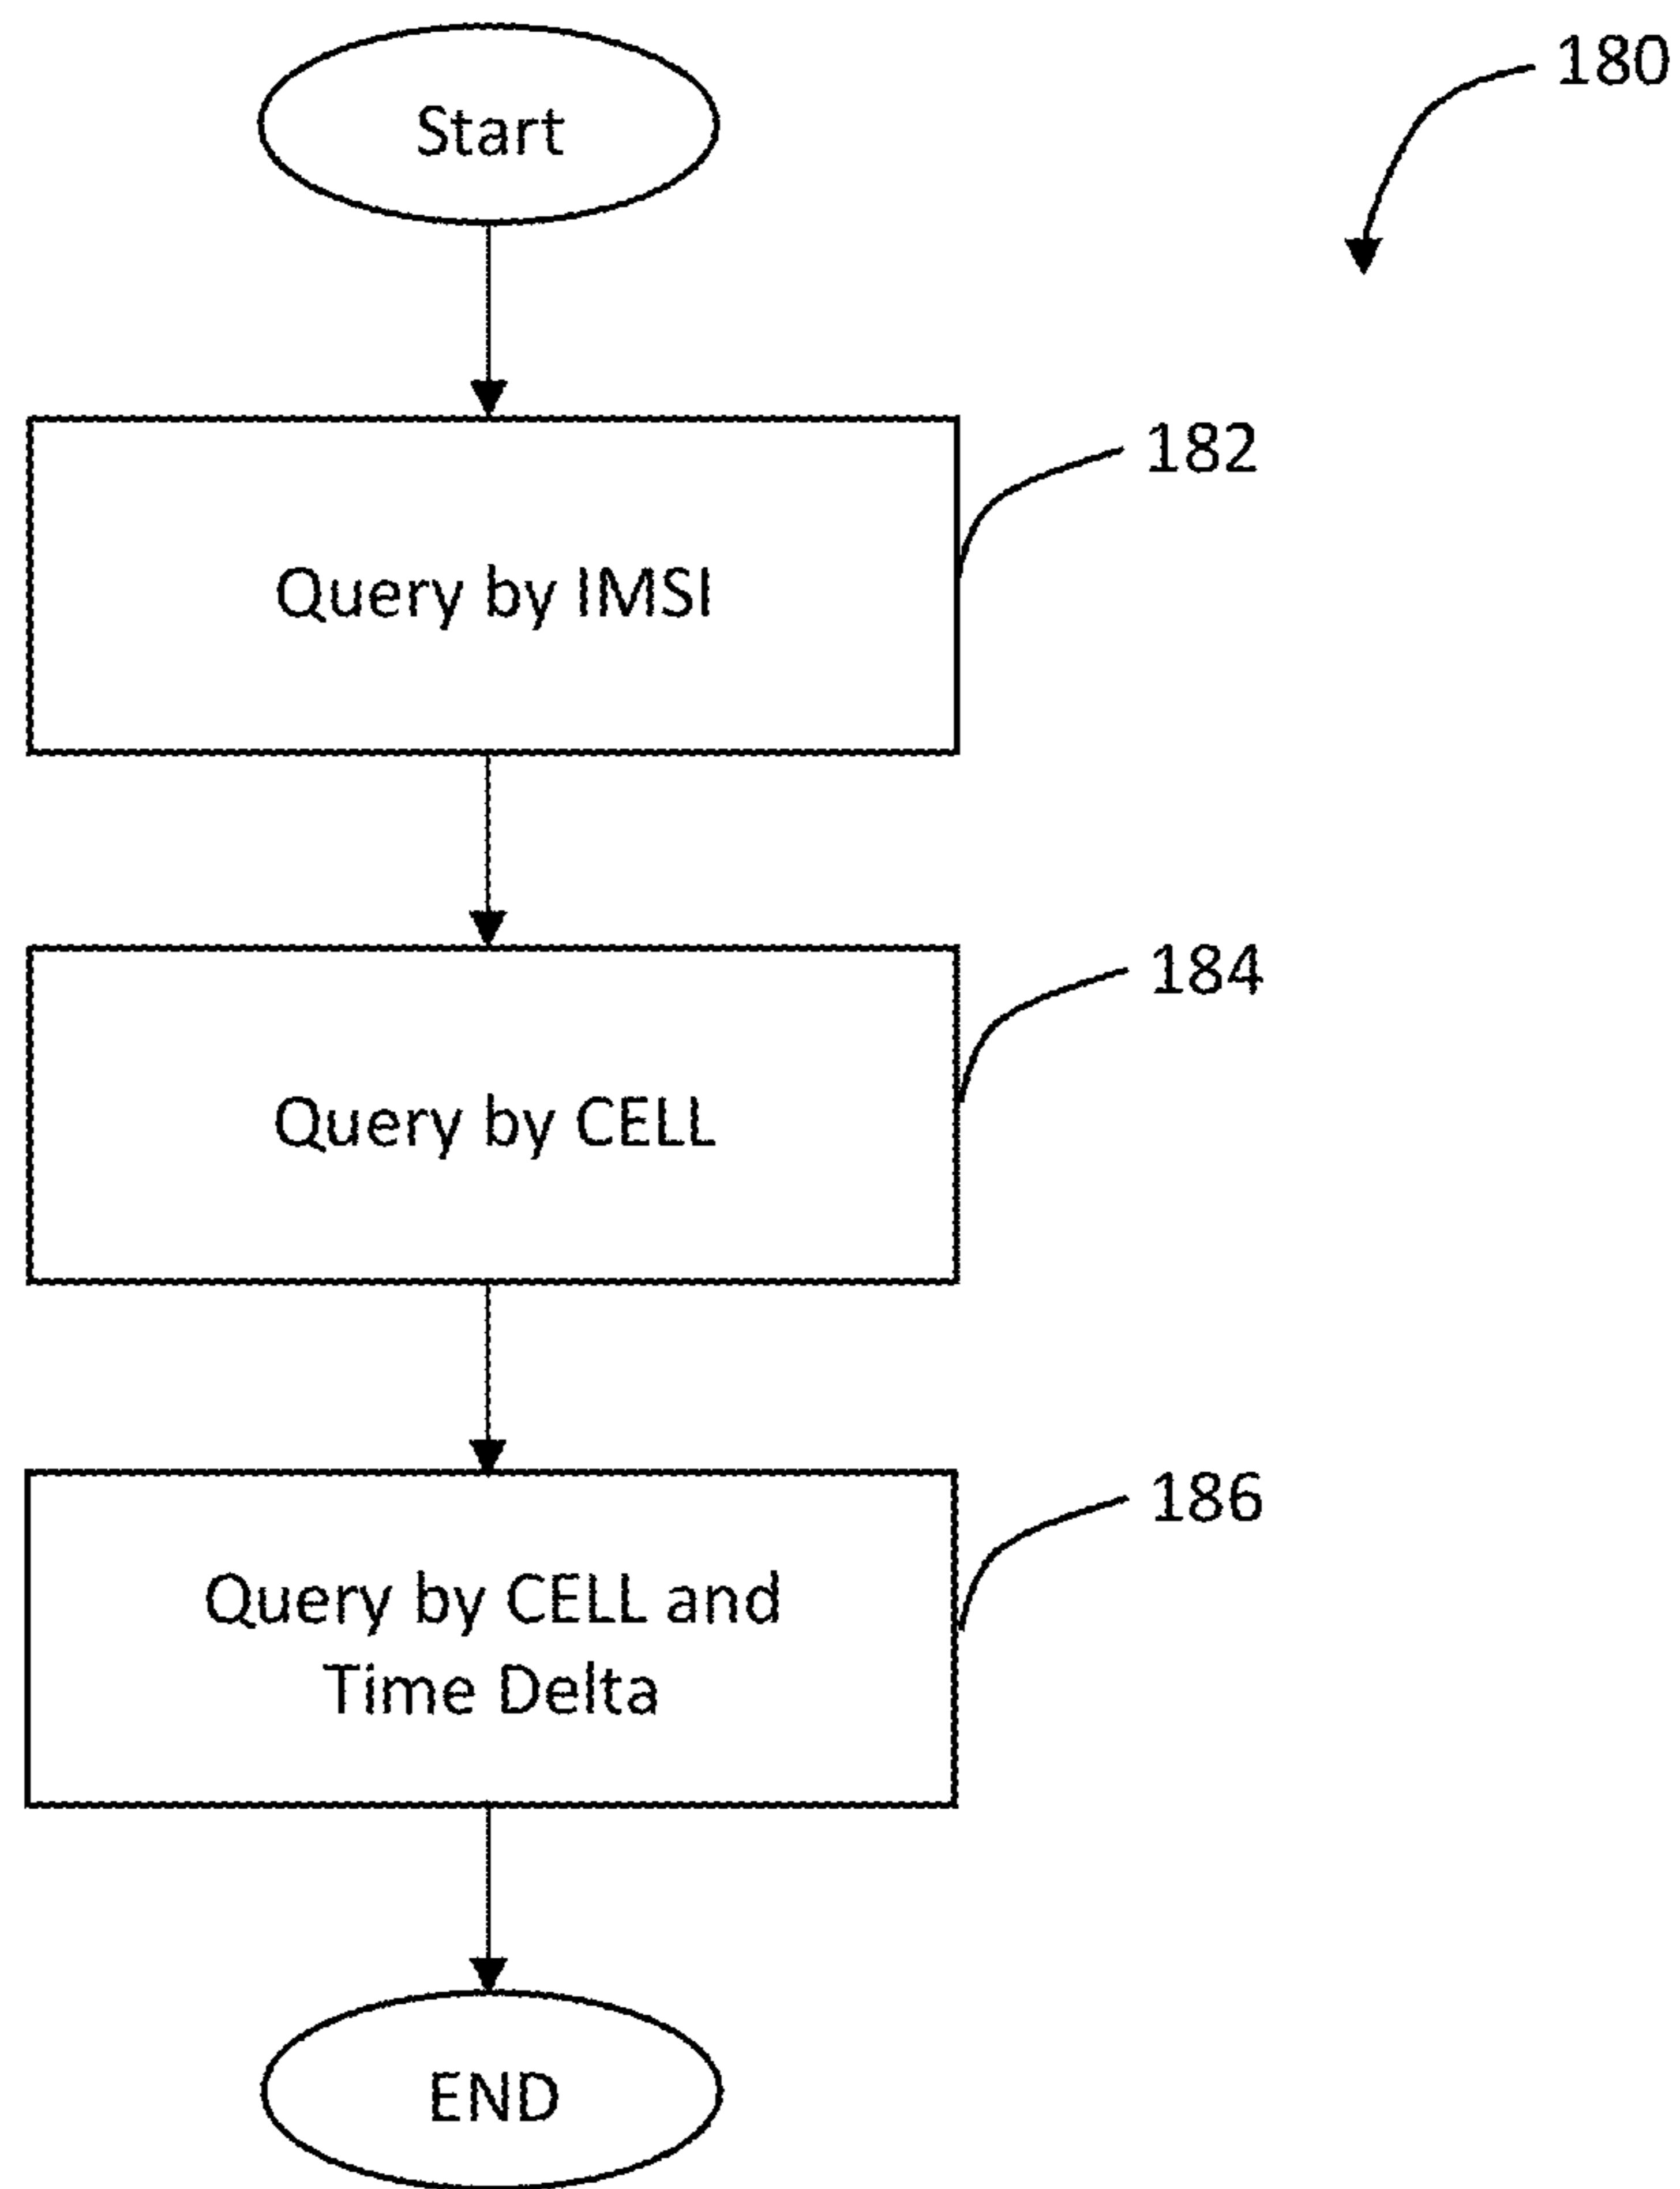 Start
180
182
Query by IMSI
184
Query by CELL
186
Query by CELL and
Time Delta
END